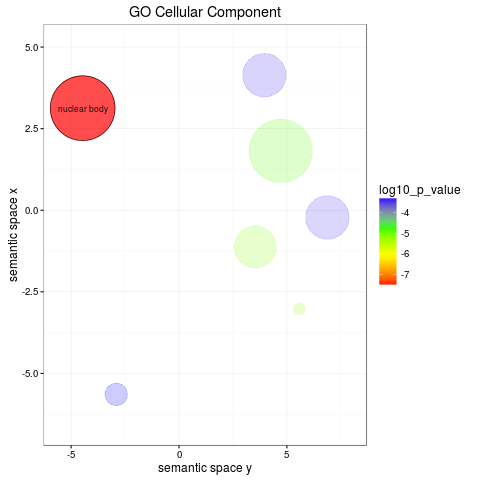 GO Cellular Component
5.0
2.5
0.0
-2.5
-5.0
semantic space x
nuclear body
-5
0
5
semantic space y
log10_p_value
-4
-5
-6
-7